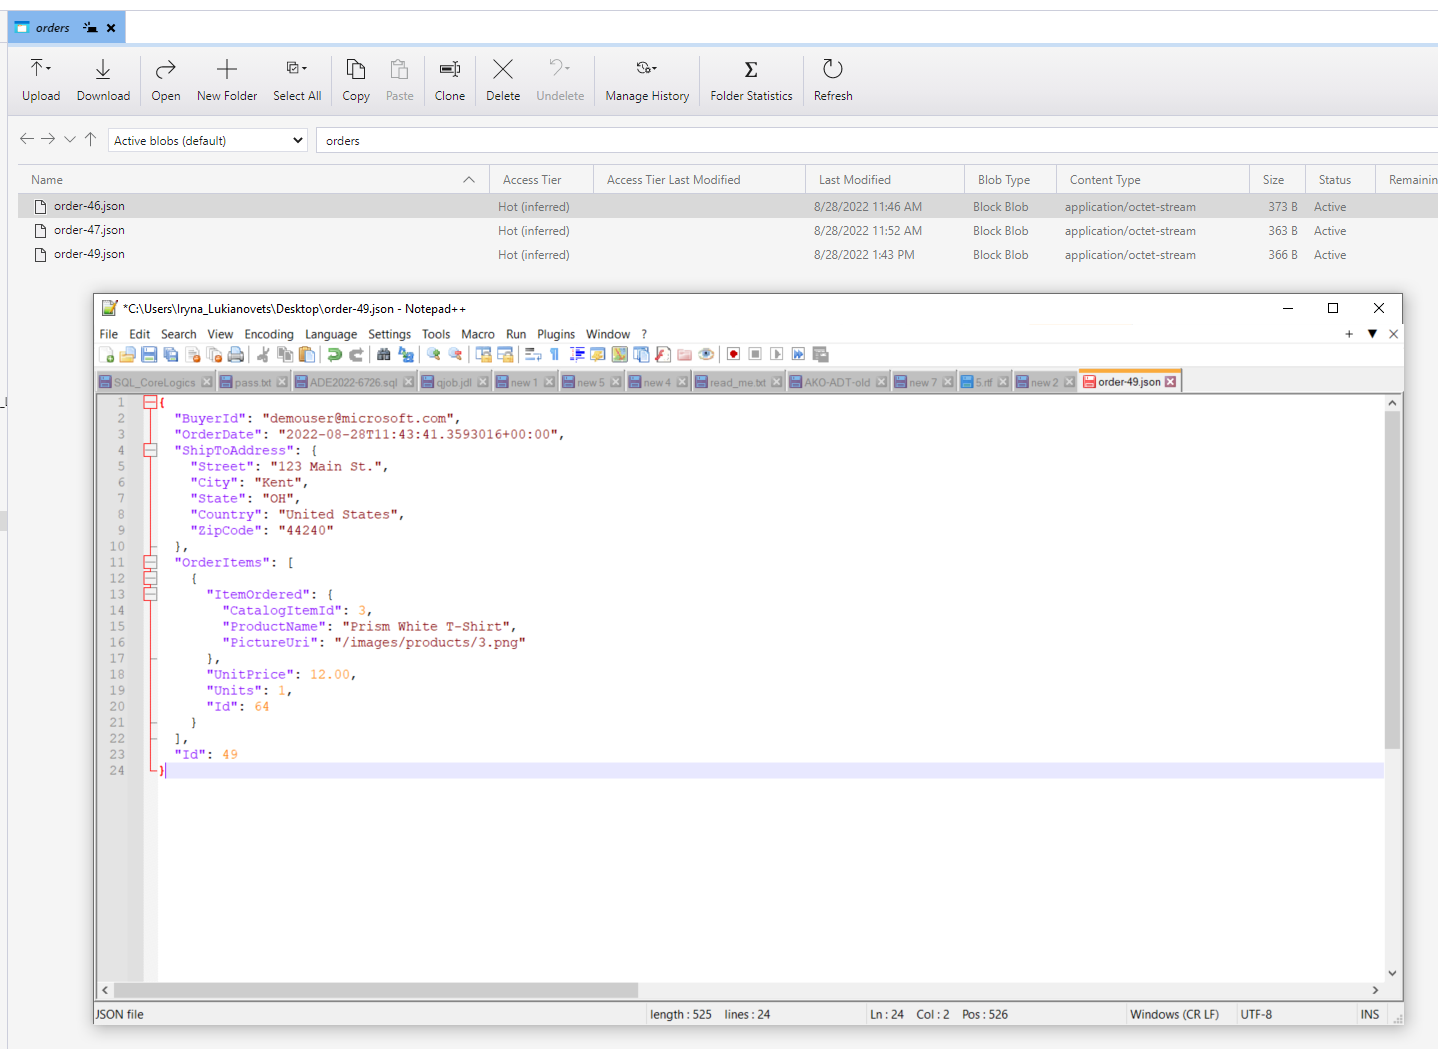 orders
Upload Download Open New Folder Select All Copy Paste Clone Delete Undelete Manage History Folder Statistics Refresh
Active blobs (default) orders
Name Access Tier Access Tier Last Modified Last Modified Blob Type Content Type Size Status Remainin
order-46.json Hot (inferred) 8/28/2022 11:46 AM Block Blob application/octet-stream 373 B Active
order-47.json Hot (inferred) 8/28/2022 11:52 AM Block Blob application/octet-stream 363 B Active
order-49.json Hot (inferred) 8/28/2022 1:43 PM Block Blob application/octet-stream 366 B Active
*C:\Users\Iryna_Lukianovets\Desktop\order-49.json - Notepad++
File Edit Search View Encoding Language Settings Tools Macro Run Plugins Window ?
SQL_CoreLogics pass.txt ADE2022-6726.sql qjob.jdl new 1 new 5 new 4 read_me.txt AKO-ADT-old new 7 5.rtf new 2 order-49.json
1 {
2 "BuyerId": "demouser@microsoft.com",
3 "OrderDate": "2022-08-28T11:43:41.3593016+00:00",
4 "ShipToAddress": {
5 "Street": "123 Main St.",
6 "City": "Kent",
7 "State": "OH",
8 "Country": "United States",
9 "ZipCode": "44240"
10 },
11 "OrderItems": [
12 {
13 "ItemOrdered": {
14 "CatalogItemId": 3,
15 "ProductName": "Prism White T-Shirt",
16 "PictureUri": "/images/products/3.png"
17 },
18 "UnitPrice": 12.00,
19 "Units": 1,
20 "Id": 64
21 }
22 ],
23 "Id": 49
24 }
JSON file length : 525 lines : 24 Ln : 24 Col : 2 Pos : 526 Windows (CR LF) UTF-8 INS